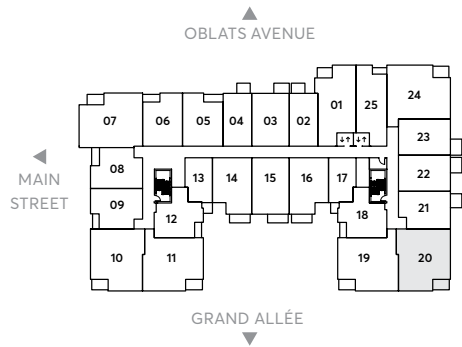 OBLATS AVENUE
01 25 24
07 06 05 04 03 02
23
MAIN
STREET
08 13 14 15 16 17 22
09 12 18 21
10 11 19 20
GRAND ALLÉE